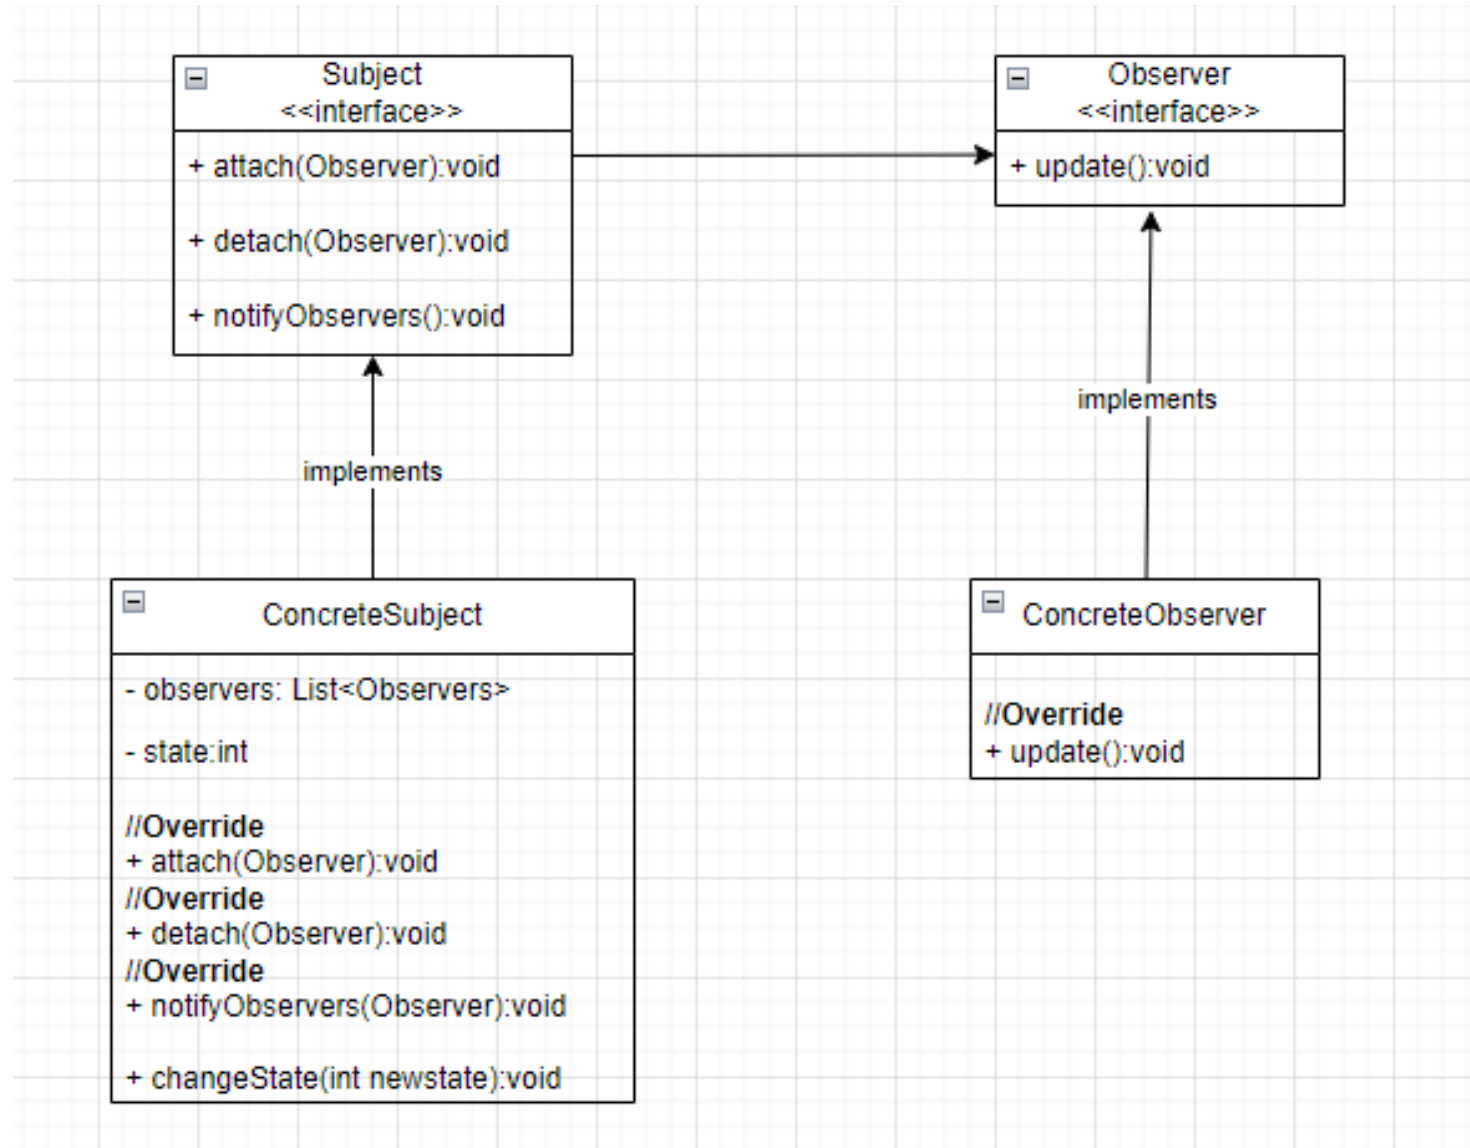 Subject
<<interface>>
+ attach(Observer):void
+ detach(Observer):void
+ notifyObservers():void
Observer
<<interface>>
+ update():void
implements
implements
ConcreteSubject
- observers: List<Observers>
- state:int
//Override
+ attach(Observer):void
//Override
+ detach(Observer):void
//Override
+ notifyObservers(Observer):void
+ changeState(int newstate):void
ConcreteObserver
//Override
+ update():void